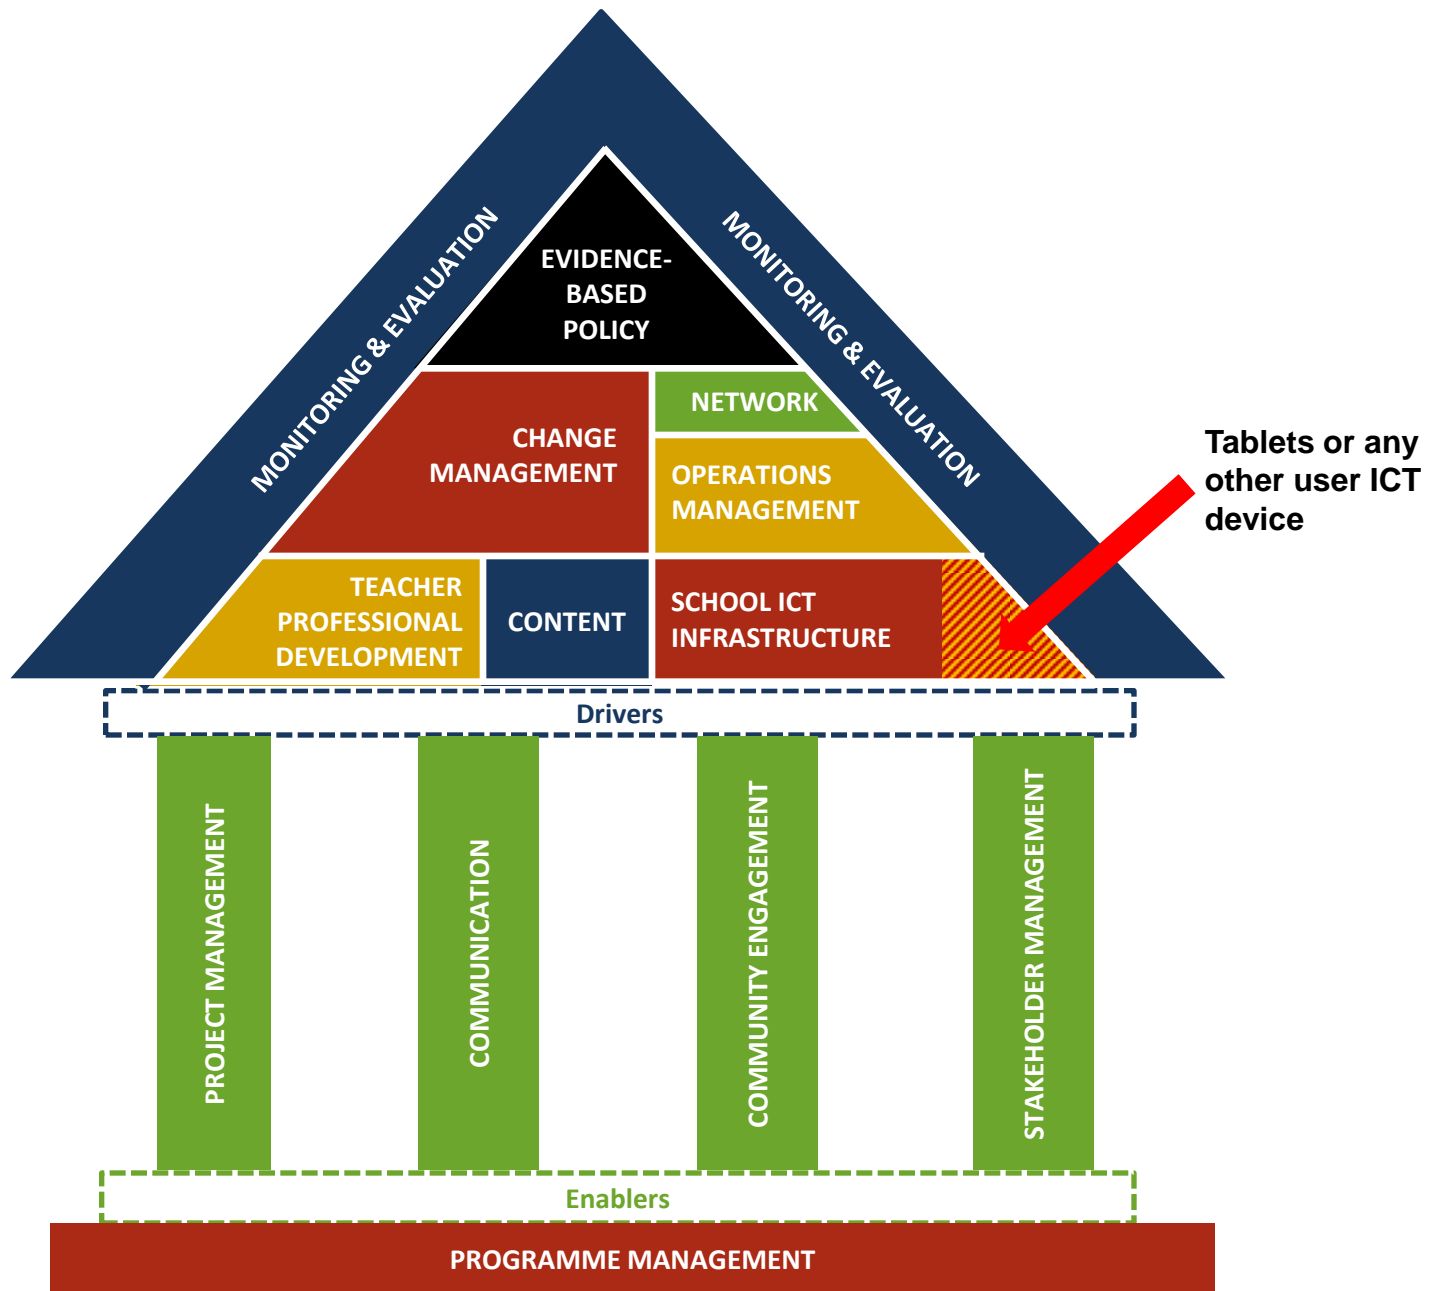 MONITORING & EVALUATION
MONITORING & EVALUATION
EVIDENCE-
BASED
POLICY
CHANGE
MANAGEMENT
NETWORK
OPERATIONS
MANAGEMENT
Tablets or any
other user ICT
device
TEACHER
PROFESSIONAL
DEVELOPMENT
CONTENT
SCHOOL ICT
INFRASTRUCTURE
Drivers
PROJECT MANAGEMENT
COMMUNICATION
COMMUNITY ENGAGEMENT
STAKEHOLDER MANAGEMENT
Enablers
PROGRAMME MANAGEMENT